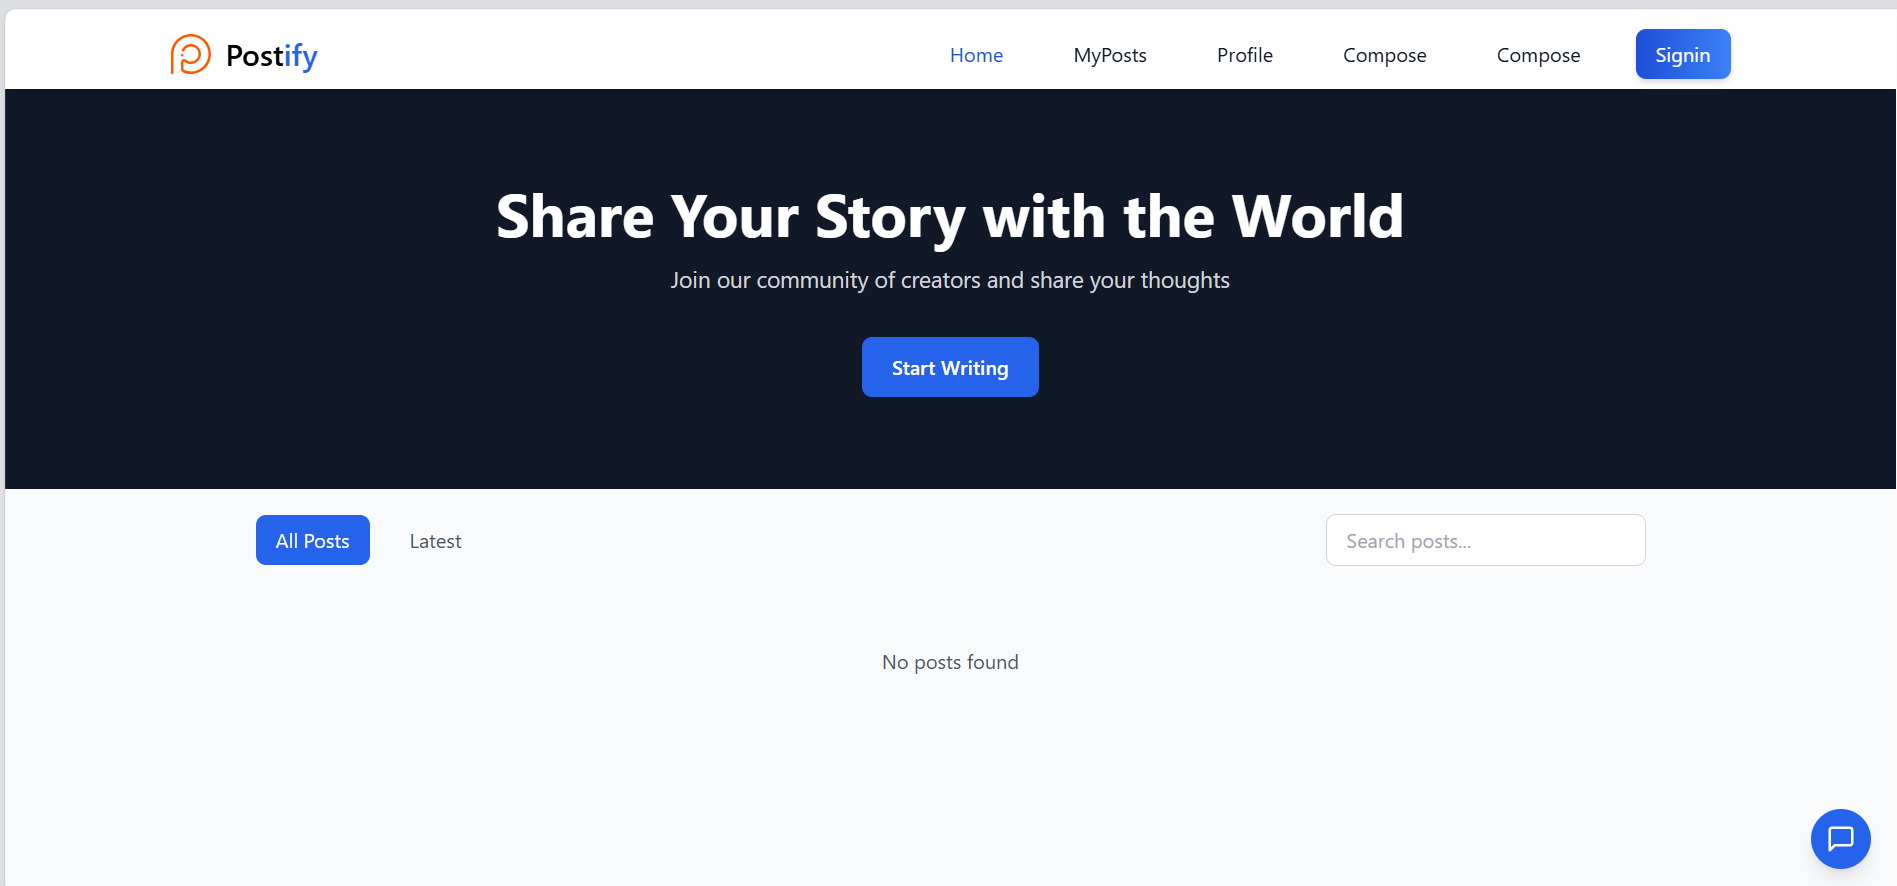 Postify
Home MyPosts Profile Compose Compose Signin
Share Your Story with the World
Join our community of creators and share your thoughts
Start Writing
All Posts Latest Search posts...
No posts found